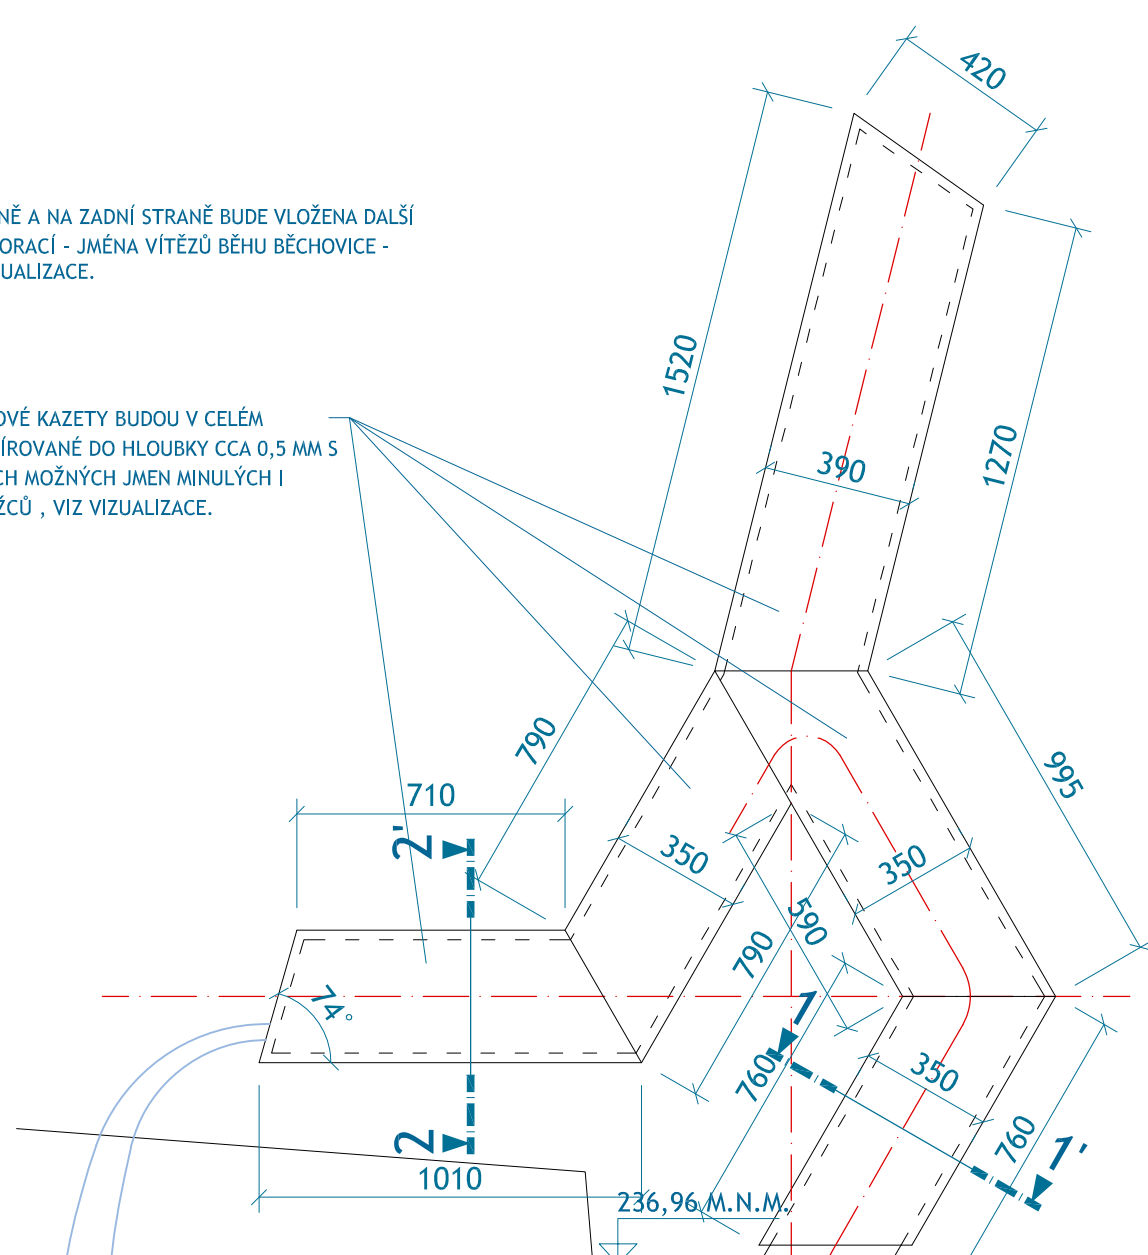 420
NĚ A NA ZADNÍ STRANĚ BUDE VLOŽENA DALŠÍ
ORACÍ - JMÉNA VÍTĚZŮ BĚHU BĚCHOVICE -
UALIZACE.
1520
OVÉ KAZETY BUDOU V CELÉM
ÍROVANÉ DO HLOUBKY CCA 0,5 MM S
CH MOŽNÝCH JMEN MINULÝCH I
ŽCŮ , VIZ VIZUALIZACE.
390
1270
790
995
710
2'
350
350
590
790
74°
1
760
350
760
2
1'
1010
236,96 M.N.M.